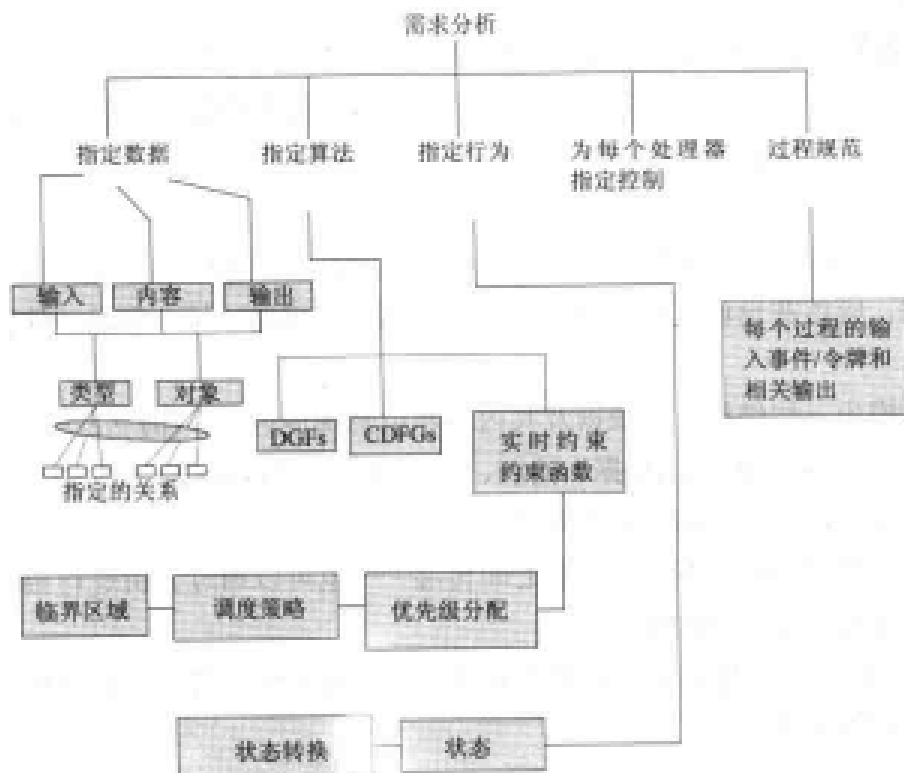 需求分析
指定数据
指定算法
指定行为
为每个处理器
指定控制
过程规范
输入
内容
输出
每个过程的输
入事件/令牌和
相关输出
类型
对象
DGFs
CDFGs
实时约束
约束函数
指定的关系
临界区域
调度策略
优先级分配
状态转换
状态